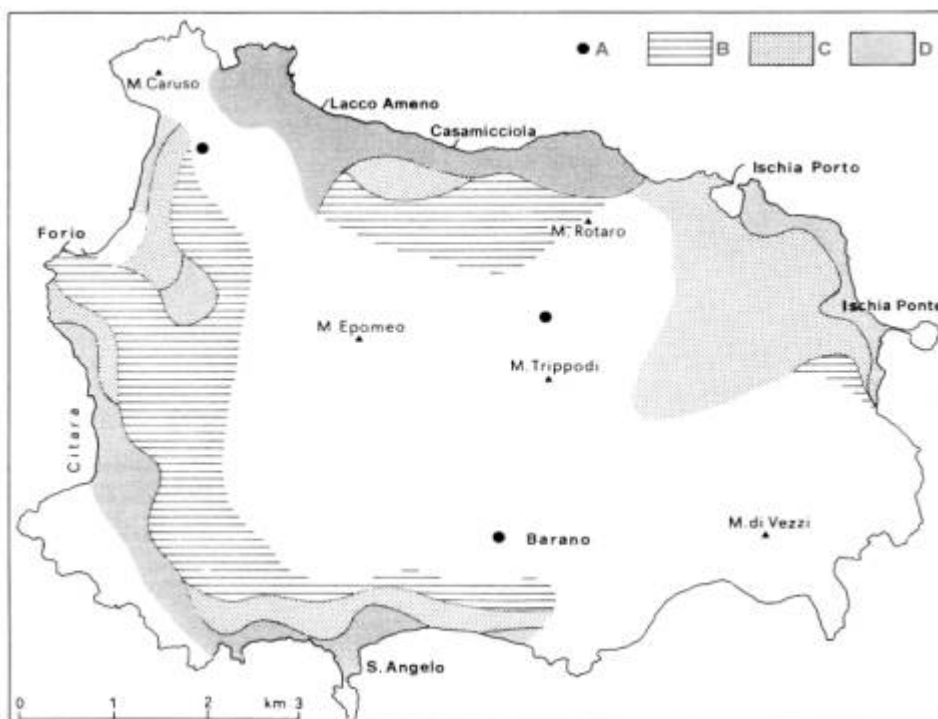 A B C D
M. Caruso
Lacco Ameno
Casamicciola
Ischia Porto
Forio
M. Rotaro
Ischia Ponte
M. Epomeo
M. Trippodi
Citara
Barano
M. di Vezzi
S. Angelo
0 1 2 km 3